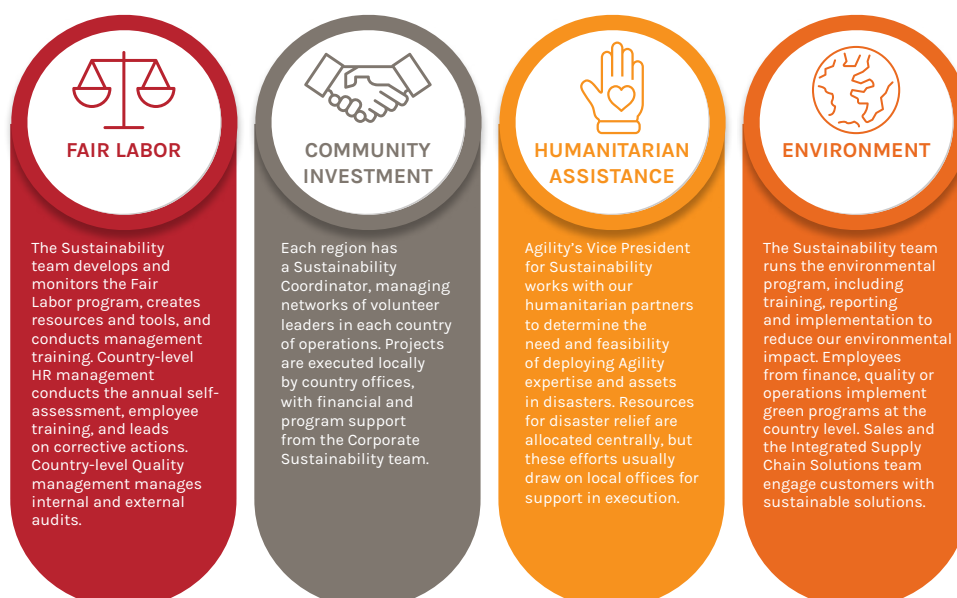 FAIR LABOR
The Sustainability
team develops and
monitors the Fair
Labor program, creates
resources and tools, and
conducts management
training. Country-level
HR management
conducts the annual self-
assessment, employee
training, and leads
on corrective actions.
Country-level Quality
management manages
internal and external
audits.
COMMUNITY
INVESTMENT
Each region has
a Sustainability
Coordinator, managing
networks of volunteer
leaders in each country
of operations. Projects
are executed locally
by country offices,
with financial and
program support
from the Corporate
Sustainability team.
HUMANITARIAN
ASSISTANCE
Agility’s Vice President
for Sustainability
works with our
humanitarian partners
to determine the
need and feasibility
of deploying Agility
expertise and assets
in disasters. Resources
for disaster relief are
allocated centrally, but
these efforts usually
draw on local offices for
support in execution.
ENVIRONMENT
The Sustainability team
runs the environmental
program, including
training, reporting
and implementation to
reduce our environmental
impact. Employees
from finance, quality or
operations implement
green programs at the
country level. Sales and
the Integrated Supply
Chain Solutions team
engage customers with
sustainable solutions.